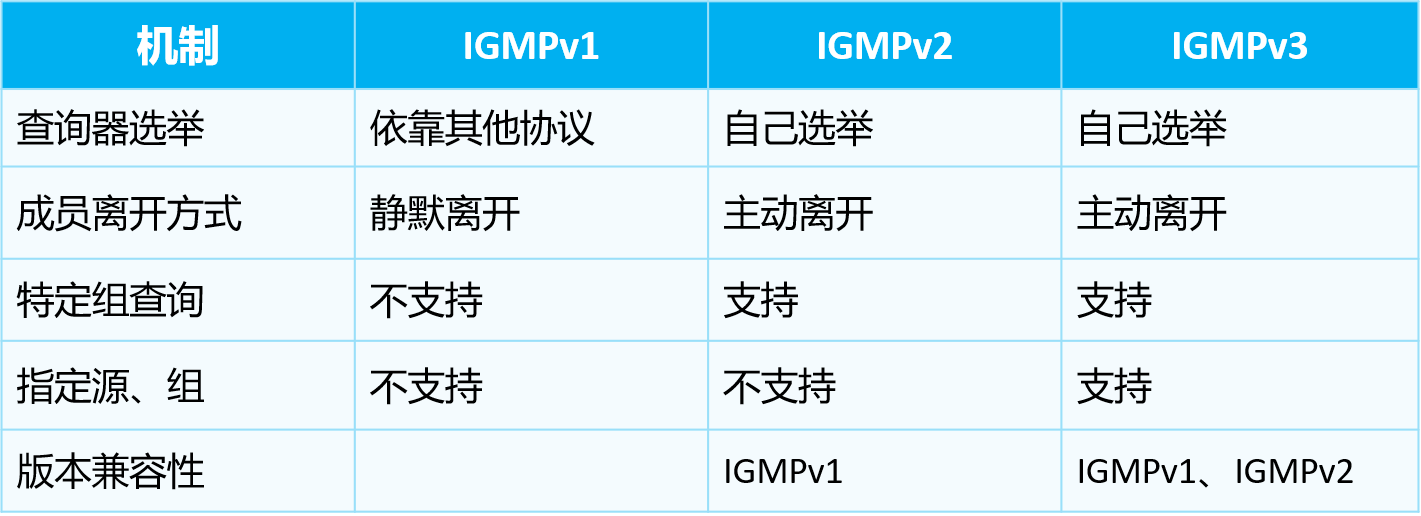 机制 IGMPv1 IGMPv2 IGMPv3
查询器选举 依靠其他协议 自己选举 自己选举
成员离开方式 静默离开 主动离开 主动离开
特定组查询 不支持 支持 支持
指定源、组 不支持 不支持 支持
版本兼容性 IGMPv1 IGMPv1、IGMPv2